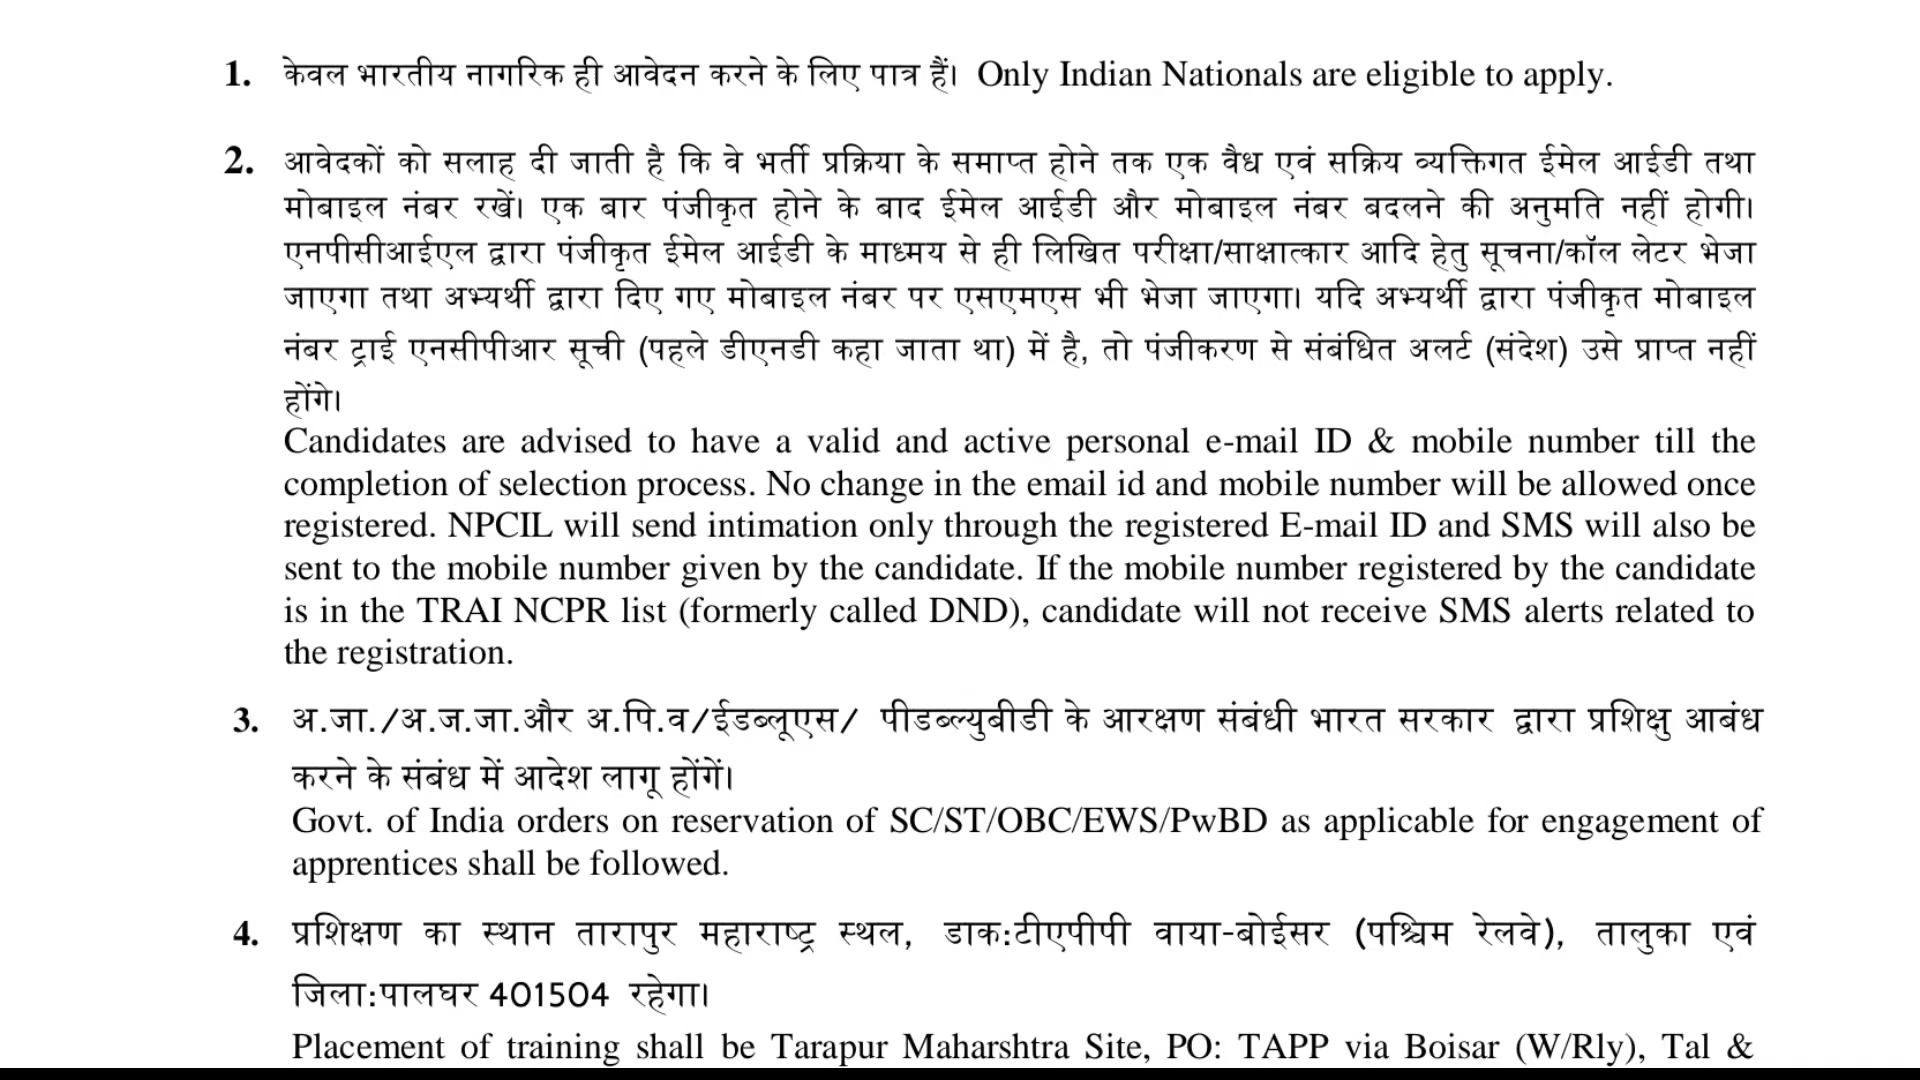 1. केवल भारतीय नागरिक ही आवेदन करने के लिए पात्र हैं। Only Indian Nationals are eligible to apply.
2. आवेदकों को सलाह दी जाती है कि वे भर्ती प्रक्रिया के समाप्त होने तक एक वैध एवं सक्रिय व्यक्तिगत ईमेल आईडी तथा
मोबाइल नंबर रखें। एक बार पंजीकृत होने के बाद ईमेल आईडी और मोबाइल नंबर बदलने की अनुमति नहीं होगी।
एनपीसीआईएल द्वारा पंजीकृत ईमेल आईडी के माध्मय से ही लिखित परीक्षा/साक्षात्कार आदि हेतु सूचना/कॉल लेटर भेजा
जाएगा तथा अभ्यर्थी द्वारा दिए गए मोबाइल नंबर पर एसएमएस भी भेजा जाएगा। यदि अभ्यर्थी द्वारा पंजीकृत मोबाइल
नंबर ट्राई एनसीपीआर सूची (पहले डीएनडी कहा जाता था) में है, तो पंजीकरण से संबंधित अलर्ट (संदेश) उसे प्राप्त नहीं
होंगे।
Candidates are advised to have a valid and active personal e-mail ID & mobile number till the
completion of selection process. No change in the email id and mobile number will be allowed once
registered. NPCIL will send intimation only through the registered E-mail ID and SMS will also be
sent to the mobile number given by the candidate. If the mobile number registered by the candidate
is in the TRAI NCPR list (formerly called DND), candidate will not receive SMS alerts related to
the registration.
3. अ.जा./अ.ज.जा.और अ.पि.व/ईडब्लूएस/ पीडब्ल्युबीडी के आरक्षण संबंधी भारत सरकार द्वारा प्रशिक्षु आबंध
करने के संबंध में आदेश लागू होंगें।
Govt. of India orders on reservation of SC/ST/OBC/EWS/PwBD as applicable for engagement of
apprentices shall be followed.
4. प्रशिक्षण का स्थान तारापुर महाराष्ट्र स्थल, डाक:टीएपीपी वाया-बोईसर (पश्चिम रेलवे), तालुका एवं
जिला:पालघर 401504 रहेगा।
Placement of training shall be Tarapur Maharshtra Site, PO: TAPP via Boisar (W/Rly), Tal &